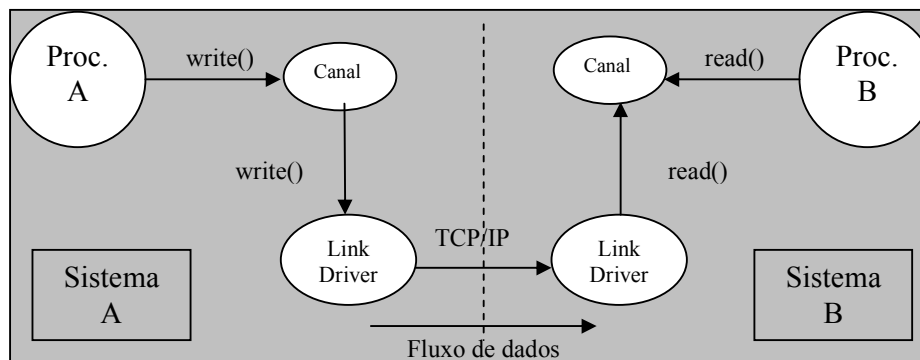 Proc.
A
write()
Canal
write()
Link
Driver
TCP/IP
Canal
read()
Proc.
B
read()
Link
Driver
Sistema
A
Fluxo de dados
Sistema
B